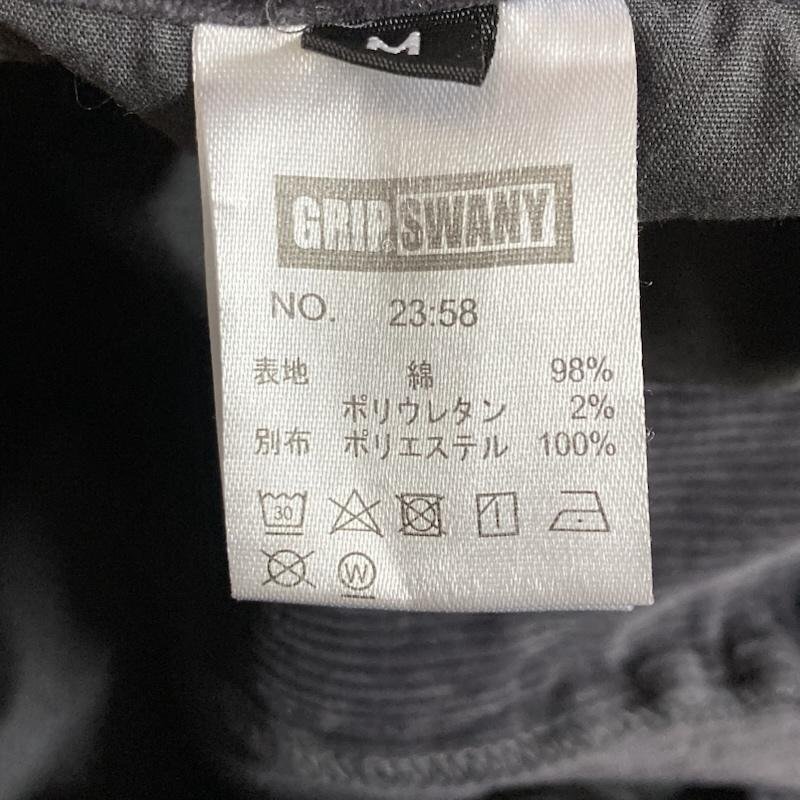 M
GRIP SWANY
NO. 23:58
表地 綿 98%
ポリウレタン 2%
別布 ポリエステル 100%
30
W